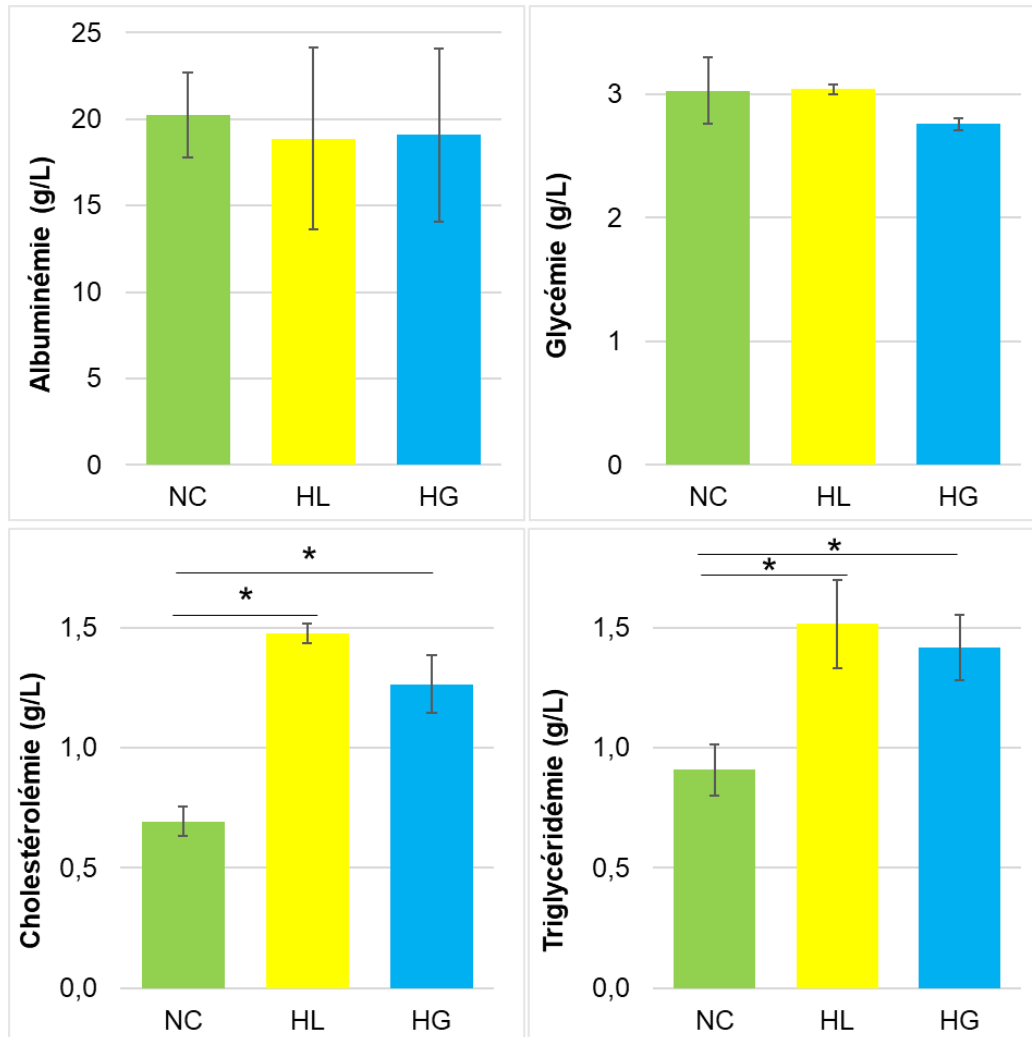 Albuminémie (g/L)
25
20
15
10
5
0
NC HL HG
Glycémie (g/L)
3
2
1
0
NC HL HG
Cholestérolémie (g/L)
*
*
1,5
1,0
0,5
0,0
NC HL HG
Triglycéridémie (g/L)
*
*
1,5
1,0
0,5
0,0
NC HL HG